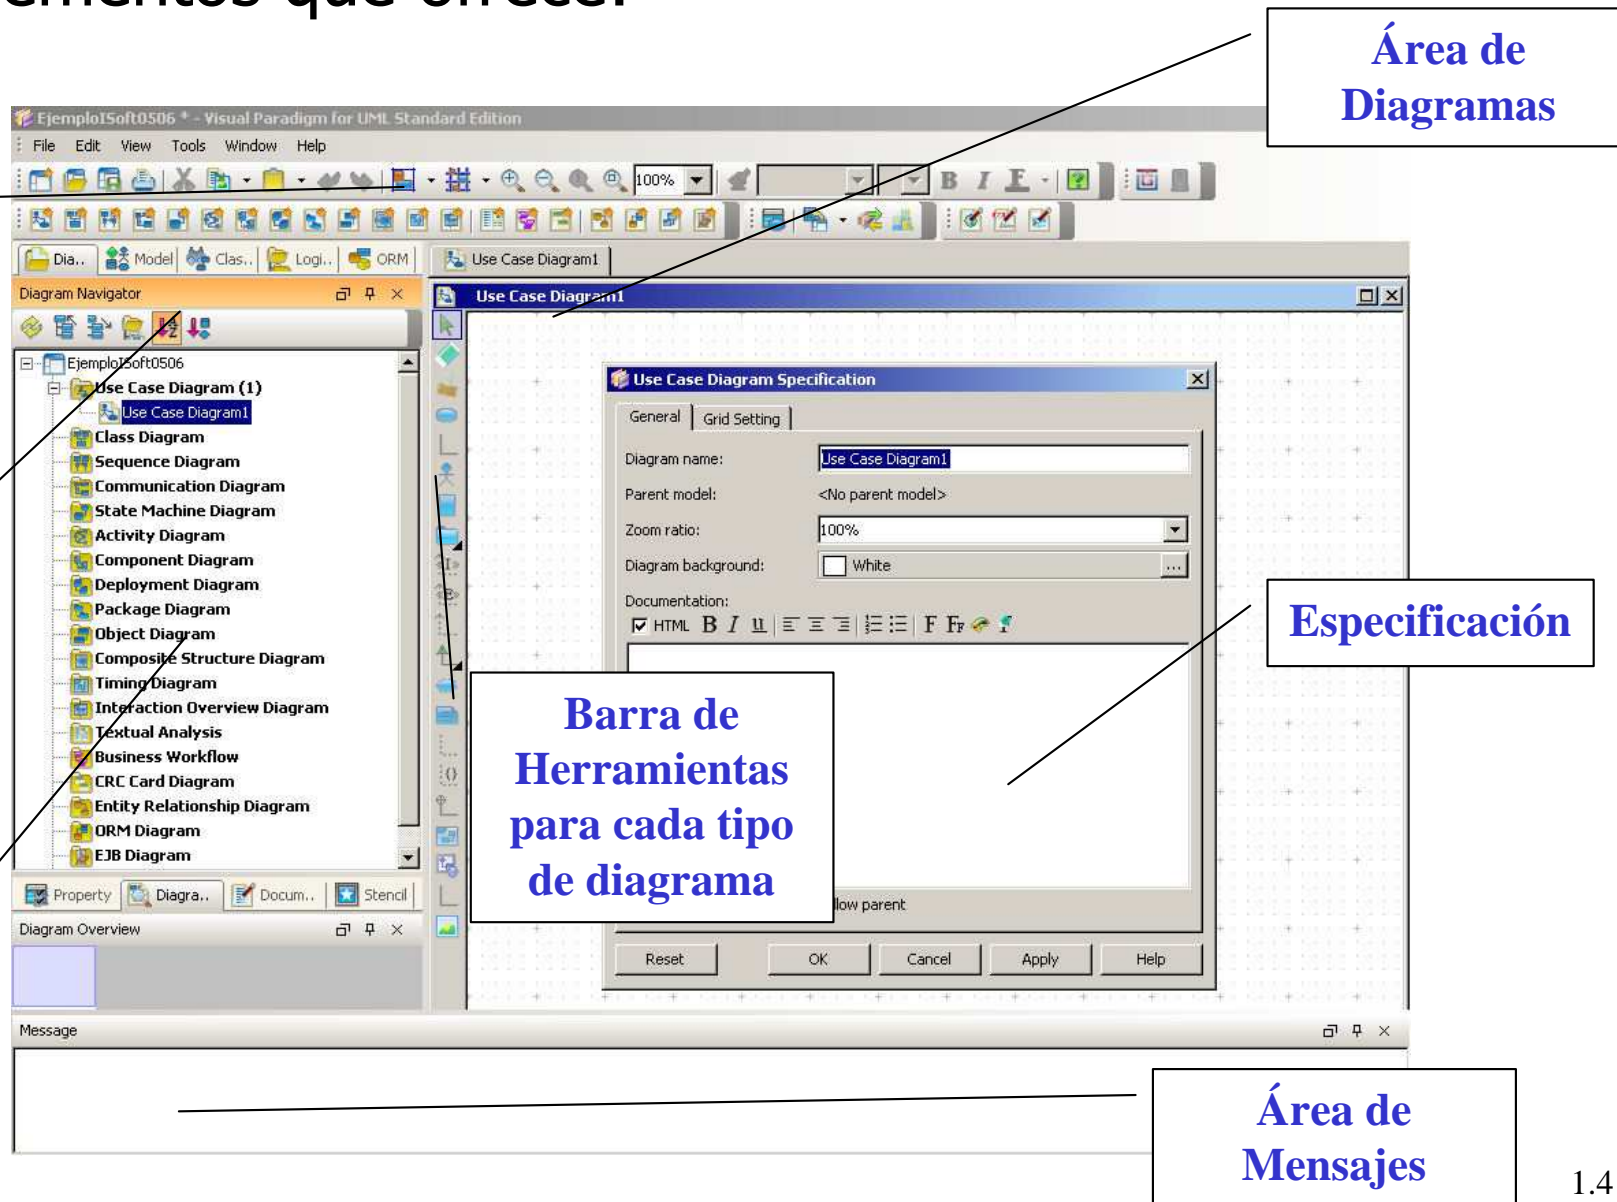 ementos que ofrece.
Área de
Diagramas
EjemploISoft0506 * - Visual Paradigm for UML Standard Edition
File Edit View Tools Window Help
100%
B I F
Dia.. Model Clas.. Logi.. ORM
Use Case Diagram1
Diagram Navigator
Use Case Diagram1
EjemploISoft0506
Use Case Diagram (1)
Use Case Diagram1
Class Diagram
Sequence Diagram
Communication Diagram
State Machine Diagram
Activity Diagram
Component Diagram
Deployment Diagram
Package Diagram
Object Diagram
Composite Structure Diagram
Timing Diagram
Interaction Overview Diagram
Textual Analysis
Business Workflow
CRC Card Diagram
Entity Relationship Diagram
ORM Diagram
EJB Diagram
Use Case Diagram Specification
General Grid Setting
Diagram name: Use Case Diagram1
Parent model: <No parent model>
Zoom ratio: 100%
Diagram background: White ...
Documentation:
HTML B I U F FF
llow parent
Reset OK Cancel Apply Help
Especificación
Barra de
Herramientas
para cada tipo
de diagrama
Property Diagra.. Docum.. Stencil
Diagram Overview
Message
Área de
Mensajes
1.4